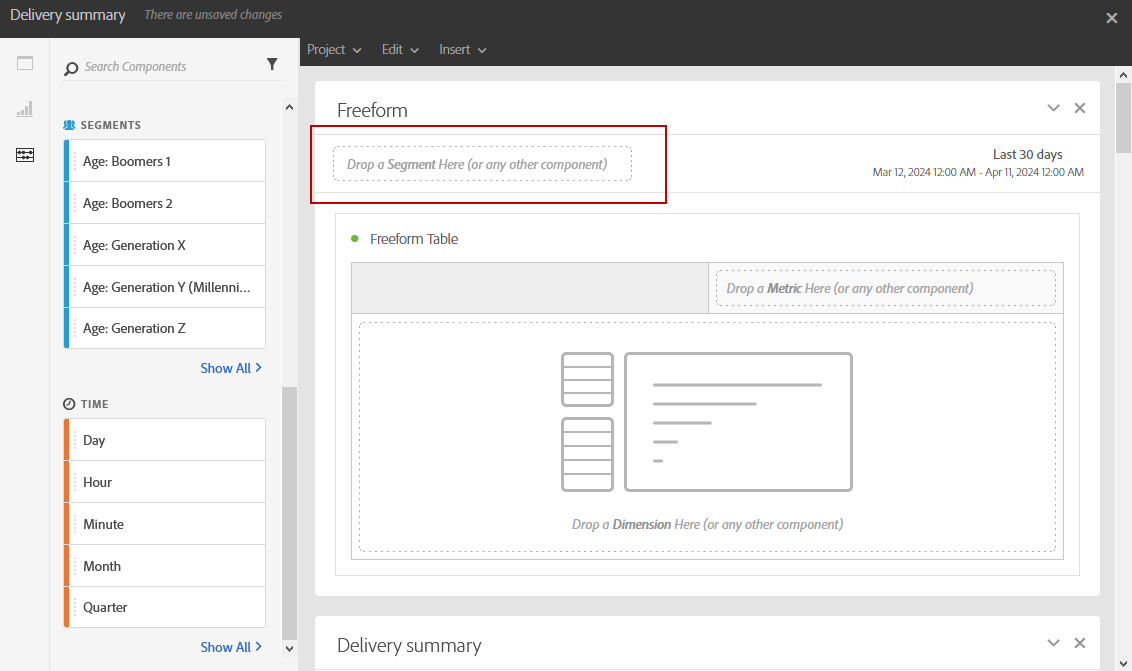 Delivery summary There are unsaved changes
Project Edit Insert
Search Components
SEGMENTS
Age: Boomers 1
Age: Boomers 2
Age: Generation X
Age: Generation Y (Millenni...
Age: Generation Z
Show All
TIME
Day
Hour
Minute
Month
Quarter
Show All
Freeform
Drop a Segment Here (or any other component)
Last 30 days
Mar 12, 2024 12:00 AM - Apr 11, 2024 12:00 AM
Freeform Table
Drop a Metric Here (or any other component)
Drop a Dimension Here (or any other component)
Delivery summary